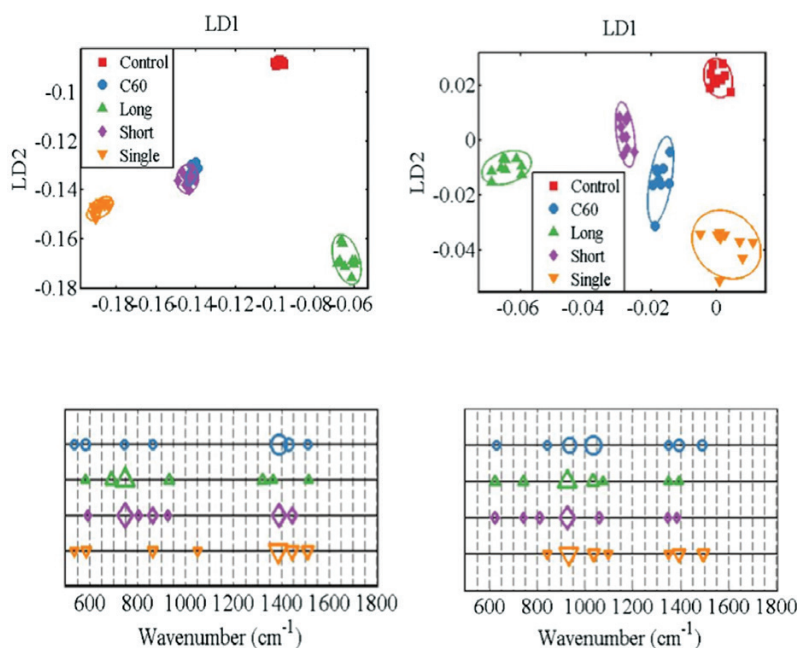 LD1
LD2
-0.1
-0.12
-0.14
-0.16
-0.18
Control
C60
Long
Short
Single
-0.18-0.16-0.14-0.12 -0.1 -0.08 -0.06
LD1
LD2
0.02
0
-0.02
-0.04
Control
C60
Long
Short
Single
-0.06 -0.04 -0.02 0
600 800 1000 1200 1400 1600 1800
Wavenumber (cm⁻¹)
600 800 1000 1200 1400 1600 1800
Wavenumber (cm⁻¹)